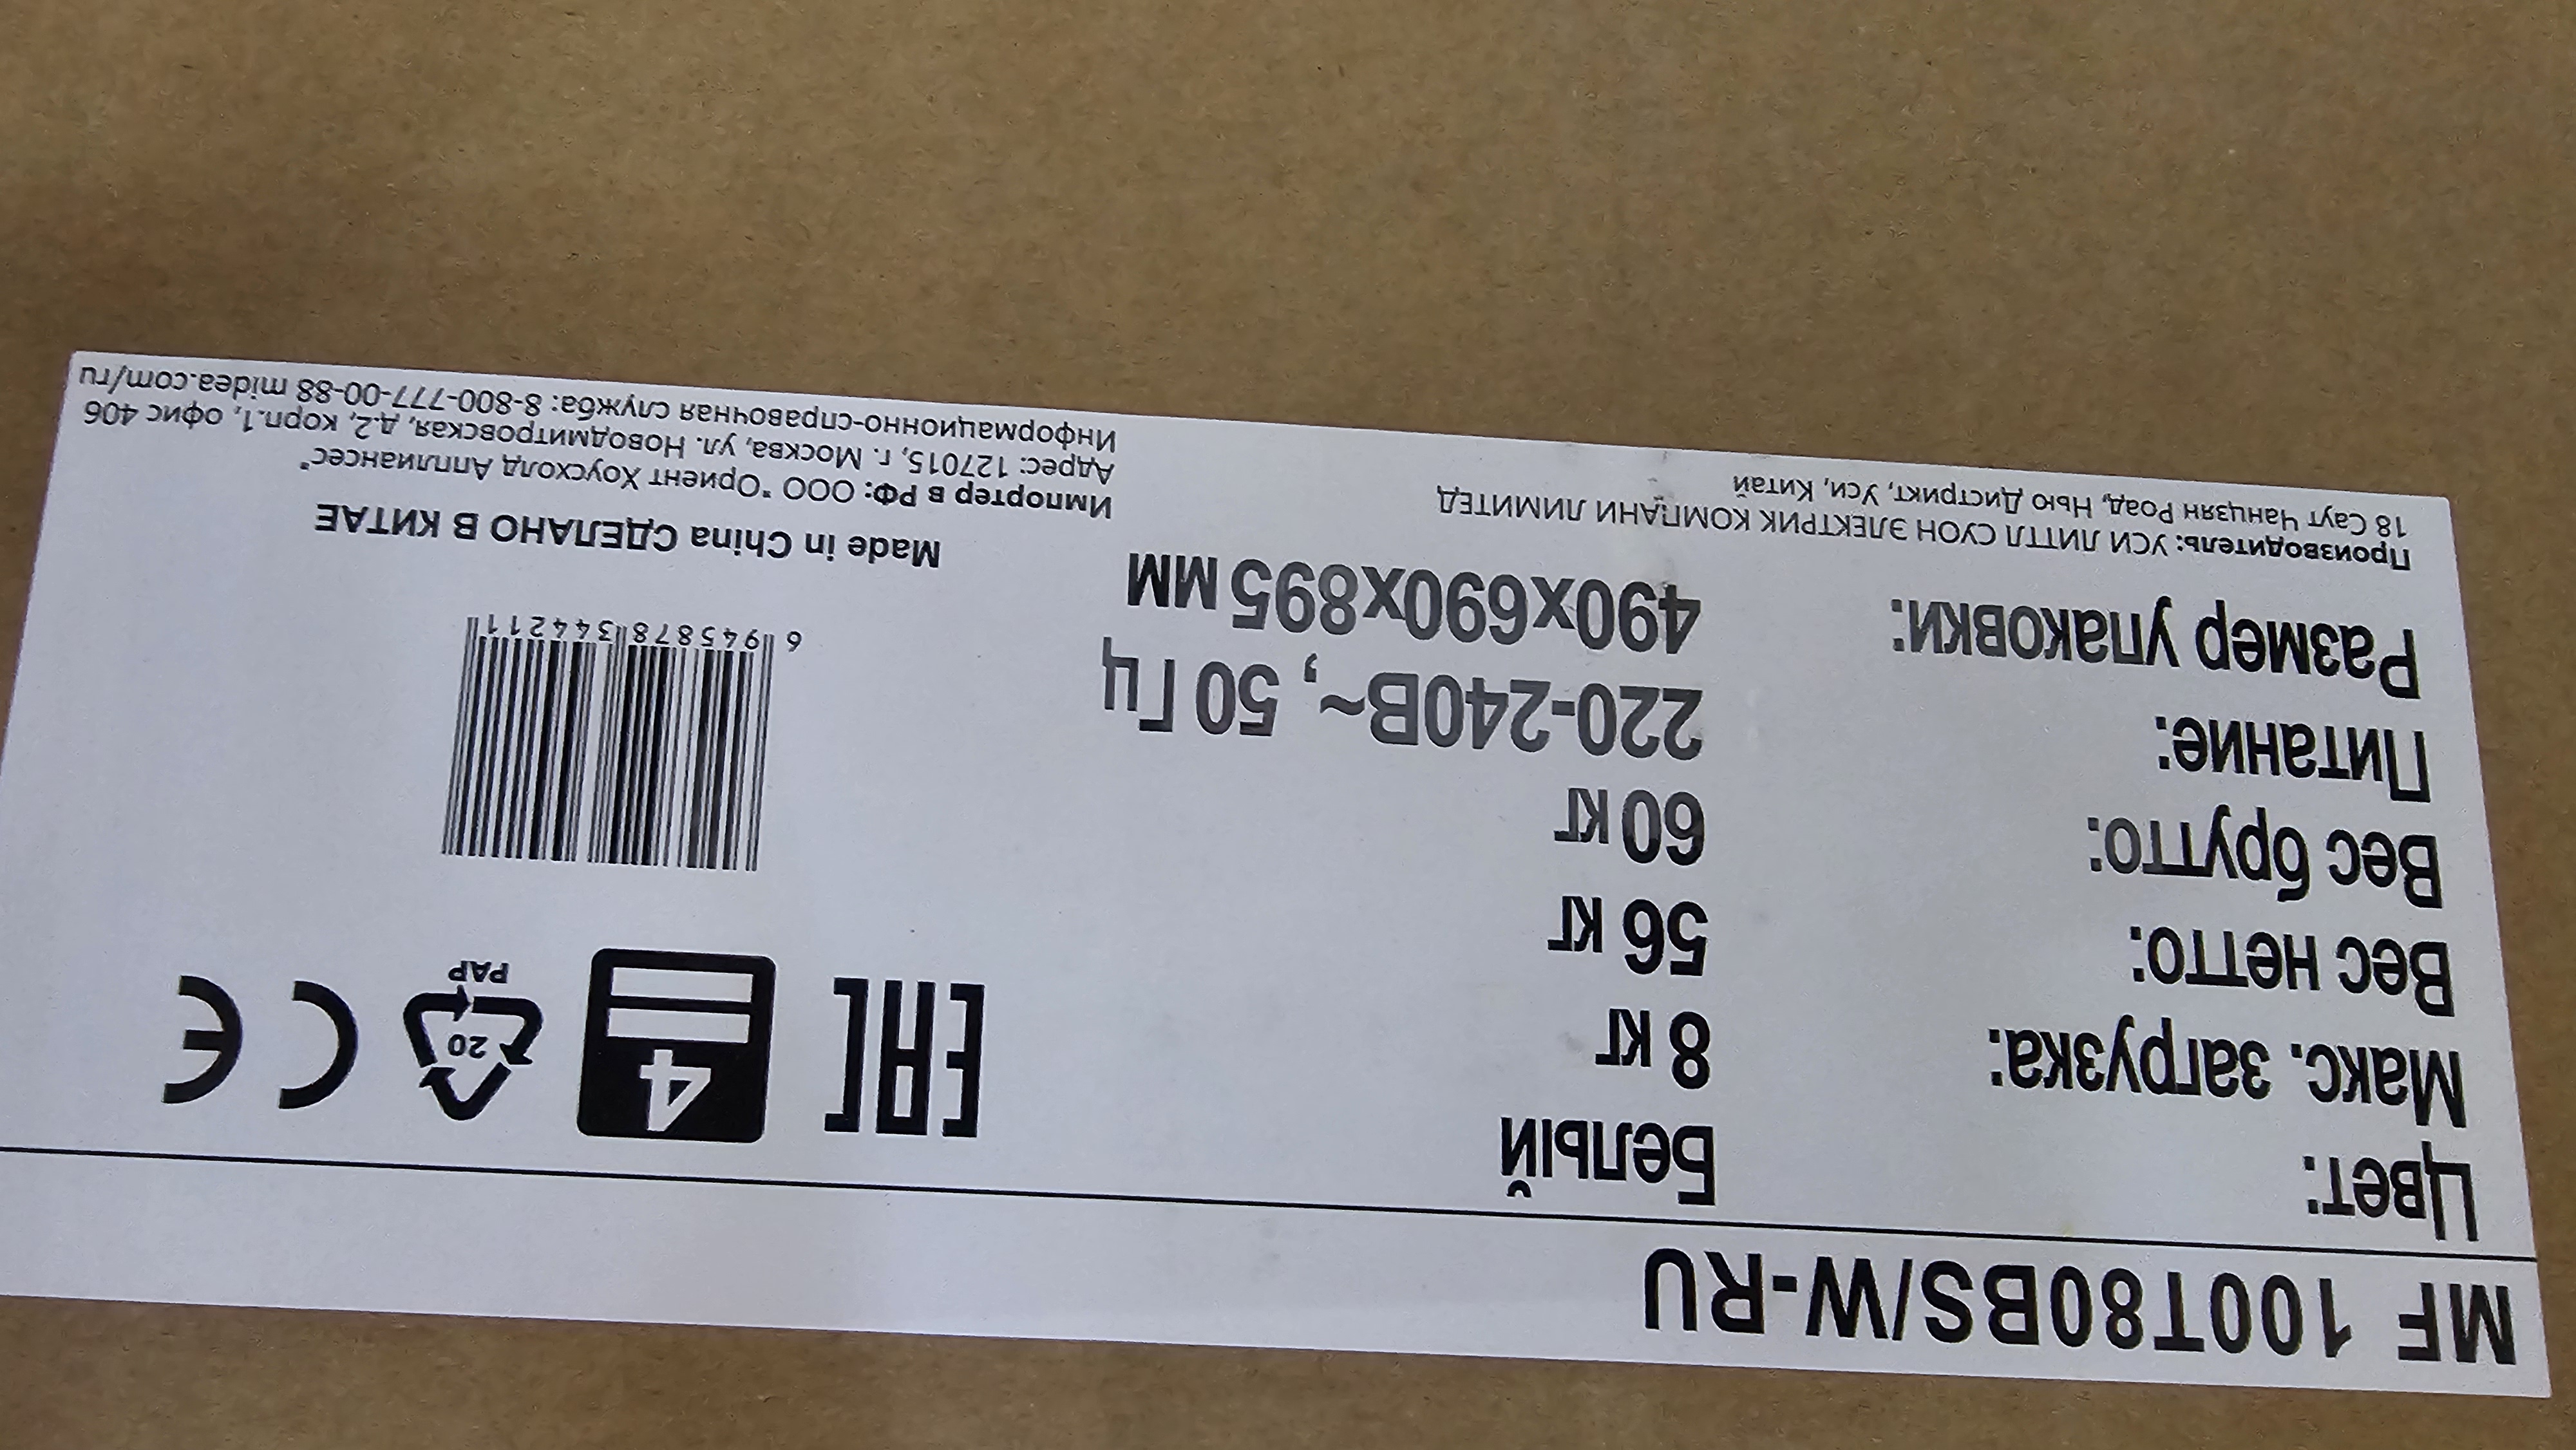 MF 100T80BS/W-RU
Цвет: Белый
Макс. загрузка: 8 кг
Вес нетто: 56 кг
Вес брутто: 60 кг
Питание: 220-240В~, 50 Гц
Размер упаковки: 490x690x895 мм
Производитель: УСИ ЛИТТЛ СУОН ЭЛЕКТРИК КОМПАНИ ЛИМИТЕД
18 Саут Чанцзян Роад, Нью Дистрикт, Уси, Китай
EAC
4
20
PAP
CE
6 945878 344211
Made in China СДЕЛАНО В КИТАЕ
Импортер в РФ: ООО "Ориент Хоусхолд Апплиансес"
Адрес: 127015, г. Москва, ул. Новодмитровская, д.2, корп.1, офис 406
Информационно-справочная служба: 8-800-777-00-88 midea.com/ru